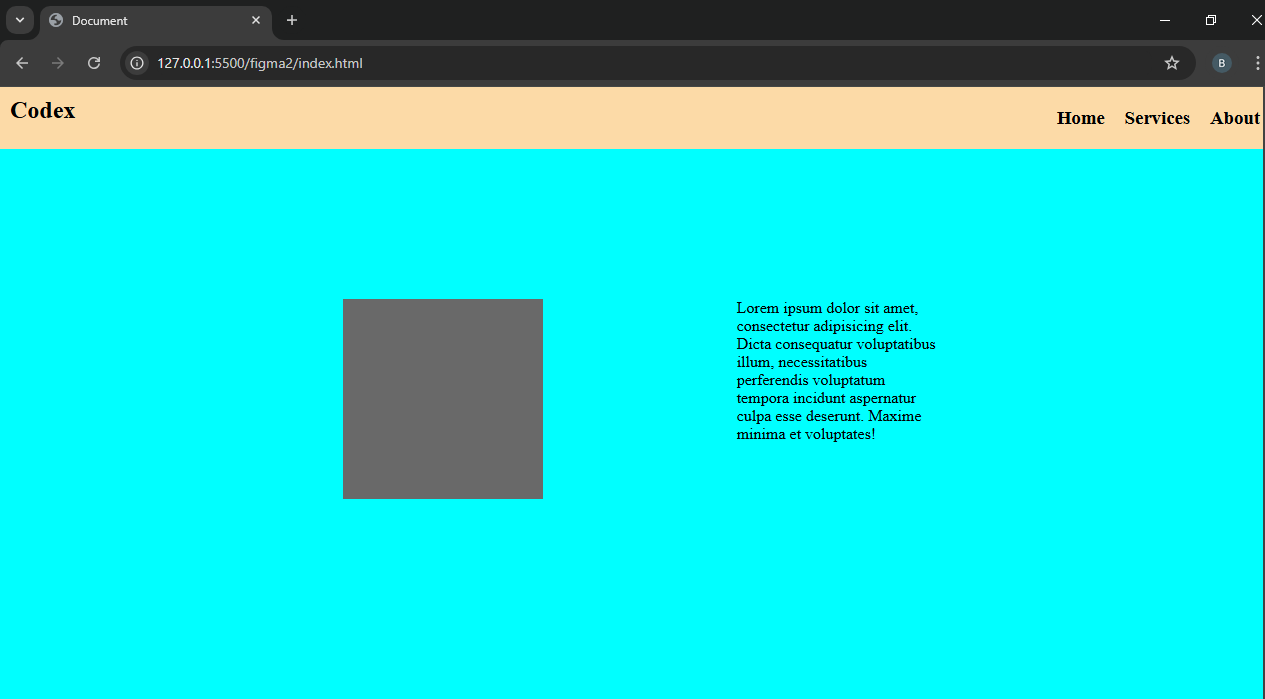 Document
127.0.0.1:5500/figma2/index.html
B
Codex
Home Services About
Lorem ipsum dolor sit amet,
consectetur adipisicing elit.
Dicta consequatur voluptatibus
illum, necessitatibus
perferendis voluptatum
tempora incidunt aspernatur
culpa esse deserunt. Maxime
minima et voluptates!